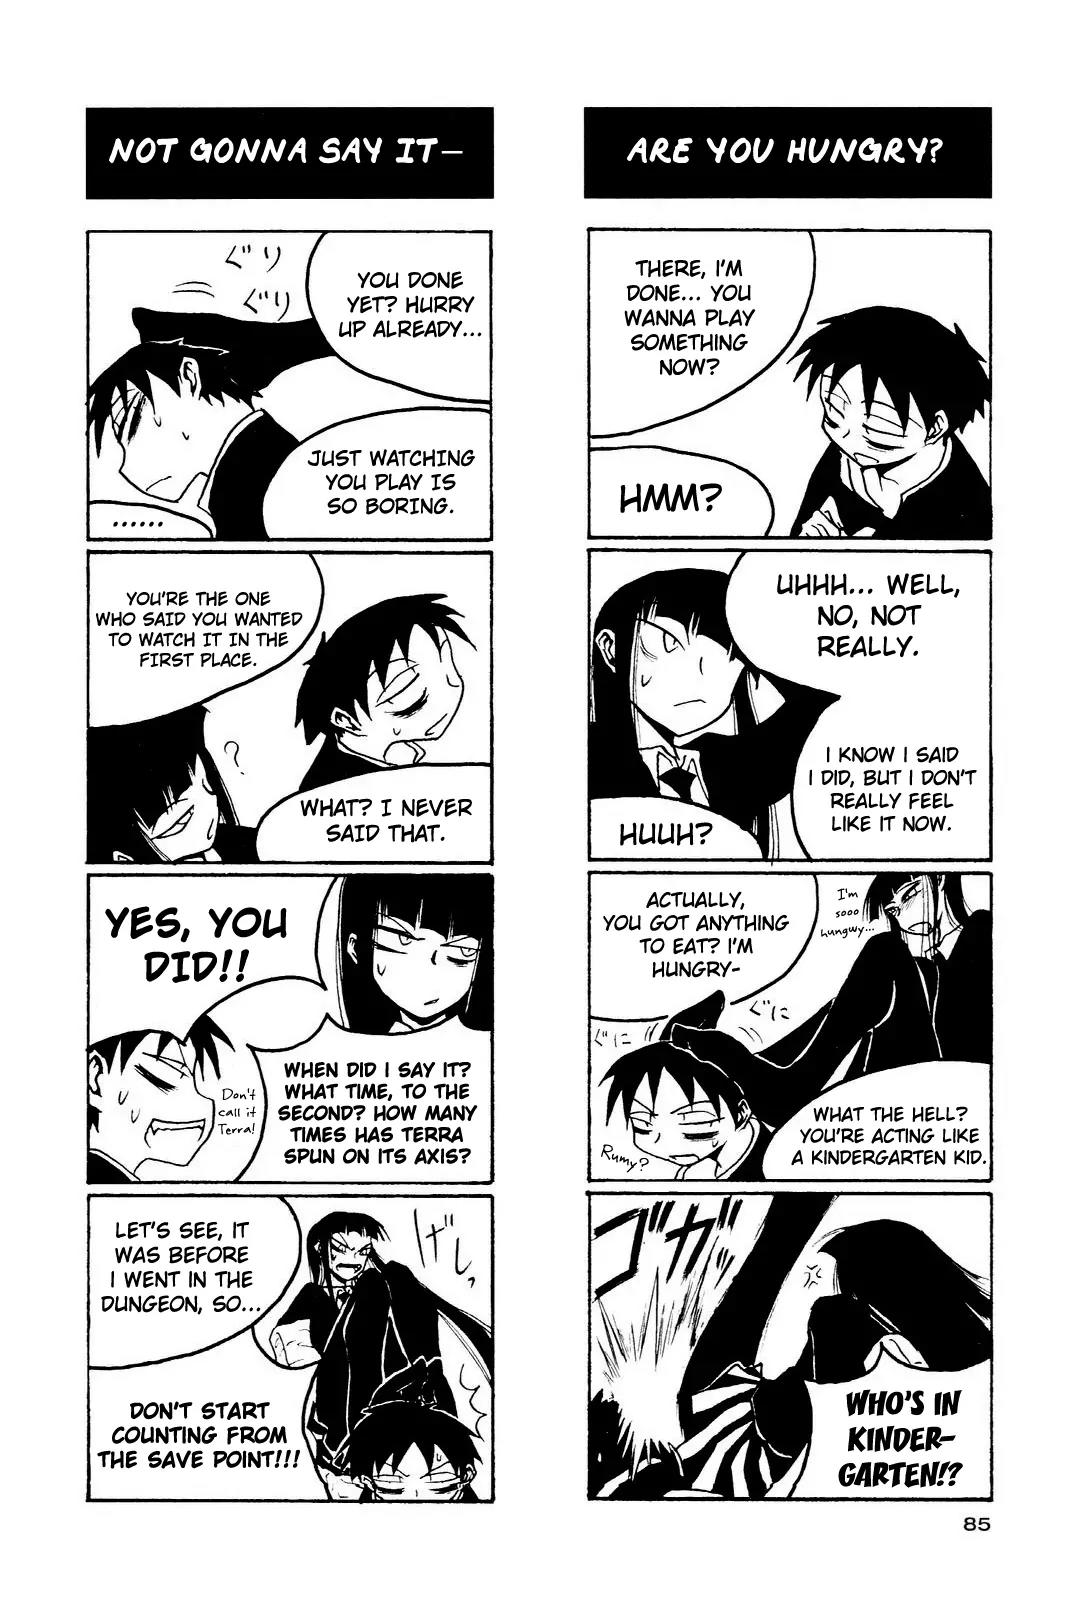 NOT GONNA SAY IT—
YOU DONE
YET? HURRY
UP ALREADY...
ぐり
ぐり
JUST WATCHING
YOU PLAY IS
SO BORING.
......
YOU'RE THE ONE
WHO SAID YOU WANTED
TO WATCH IT IN THE
FIRST PLACE.
?
WHAT? I NEVER
SAID THAT.
YES, YOU
DID!!
Don't
call it
Terra!
WHEN DID I SAY IT?
WHAT TIME, TO THE
SECOND? HOW MANY
TIMES HAS TERRA
SPUN ON ITS AXIS?
LET'S SEE, IT
WAS BEFORE
I WENT IN THE
DUNGEON, SO...
げしっ
DON'T START
COUNTING FROM
THE SAVE POINT!!!
ARE YOU HUNGRY?
THERE, I'M
DONE... YOU
WANNA PLAY
SOMETHING
NOW?
HMM?
UHHH... WELL,
NO, NOT
REALLY.
I KNOW I SAID
I DID, BUT I DON'T
REALLY FEEL
LIKE IT NOW.
HUUH?
ACTUALLY,
YOU GOT ANYTHING
TO EAT? I'M
HUNGRY-
I'm
sooo
hungwy...
ぐに
ぐに
Rumy?
WHAT THE HELL?
YOU'RE ACTING LIKE
A KINDERGARTEN KID.
ゴガッ
WHO'S IN
KINDER-
GARTEN!?
85